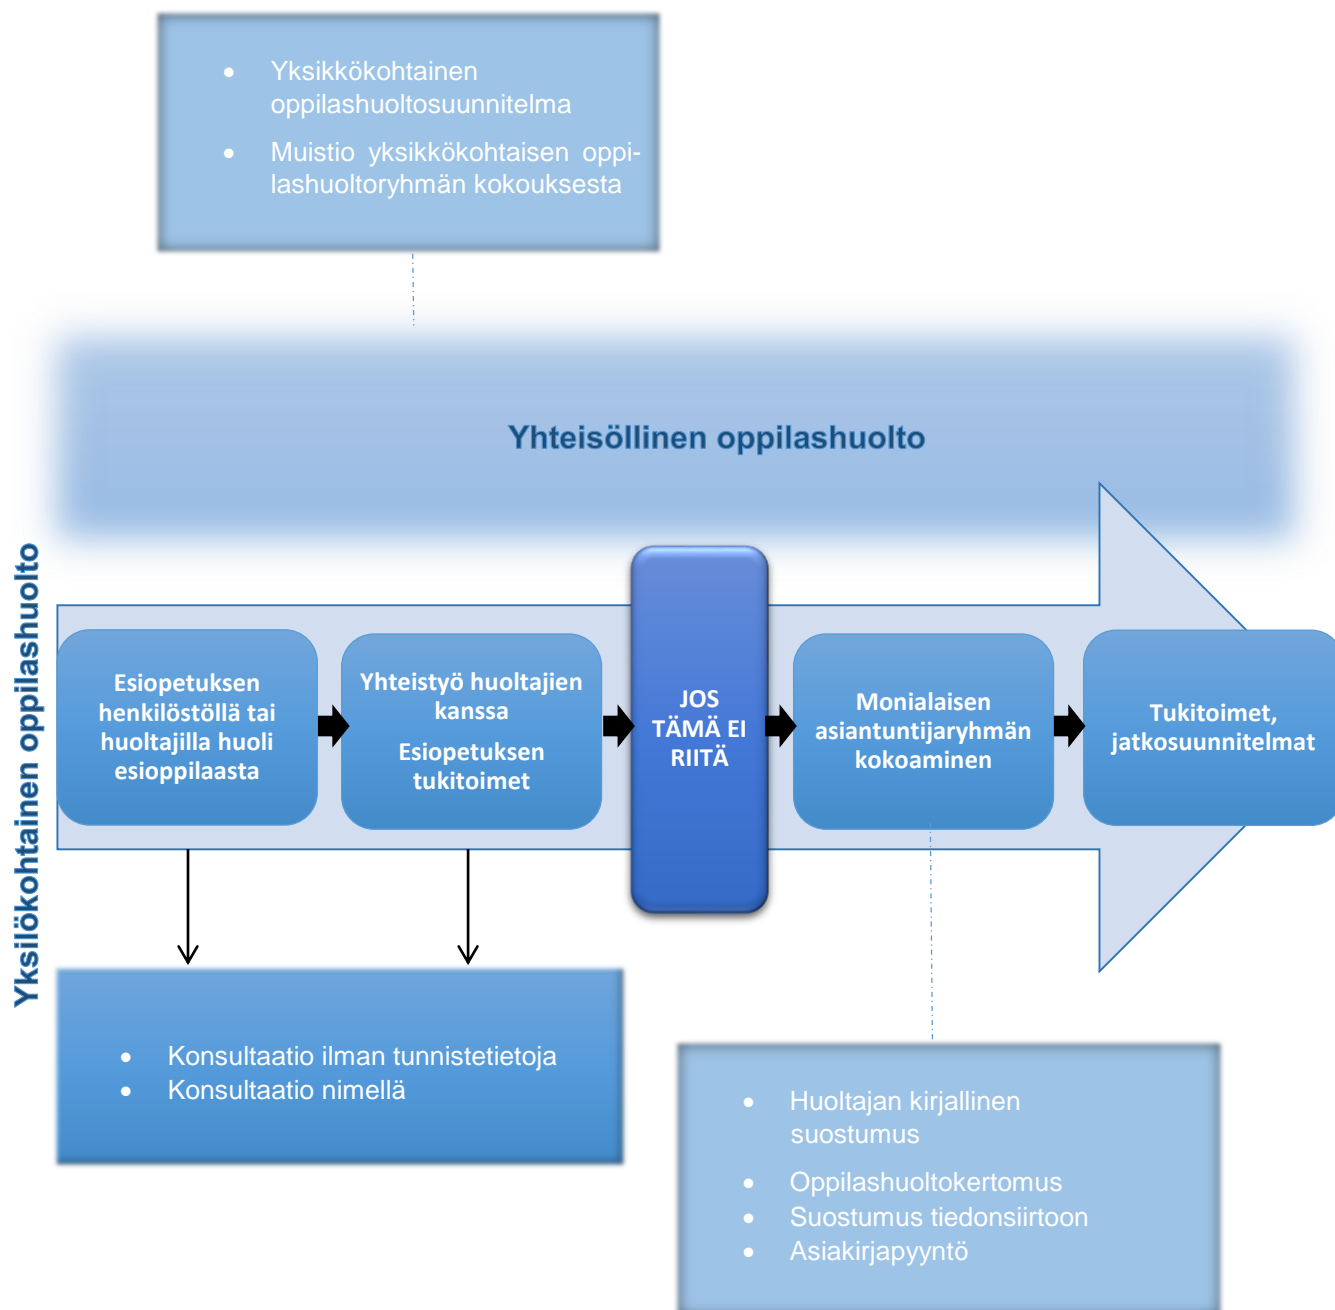 Yksikkökohtainen
oppilashuoltosuunnitelma
Muistio yksikkökohtaisen oppi-
lashuoltoryhmän kokouksesta
Yhteisöllinen oppilashuolto
Yksilökohtainen oppilashuolto
Esiopetuksen
henkilöstöllä tai
huoltajilla huoli
esioppilaasta
Yhteistyö huoltajien
kanssa
Esiopetuksen
tukitoimet
JOS
TÄMÄ EI
RIITÄ
Monialaisen
asiantuntijaryhmän
kokoaminen
Tukitoimet,
jatkosuunnitelmat
Konsultaatio ilman tunnistetietoja
Konsultaatio nimellä
Huoltajan kirjallinen
suostumus
Oppilashuoltokertomus
Suostumus tiedonsiirtoon
Asiakirjapyyntö